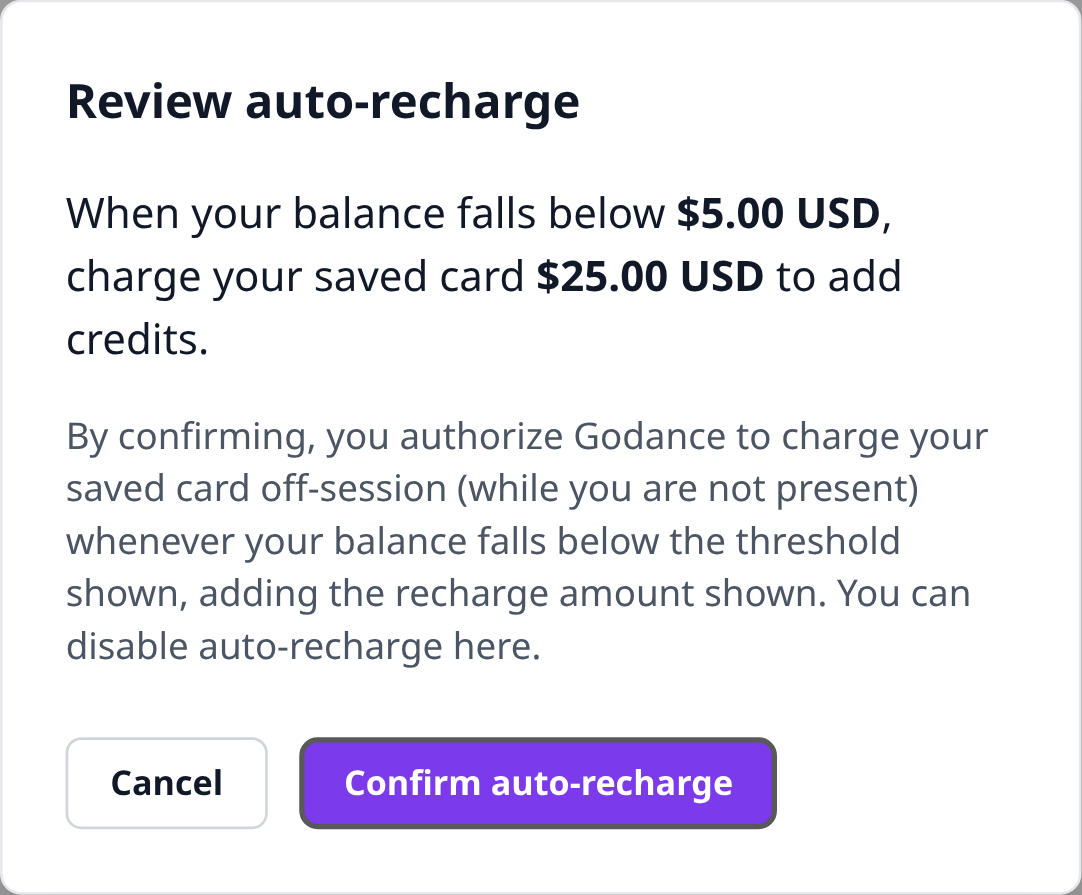 Review auto-recharge
When your balance falls below $5.00 USD,
charge your saved card $25.00 USD to add
credits.
By confirming, you authorize Godance to charge your
saved card off-session (while you are not present)
whenever your balance falls below the threshold
shown, adding the recharge amount shown. You can
disable auto-recharge here.
Cancel
Confirm auto-recharge